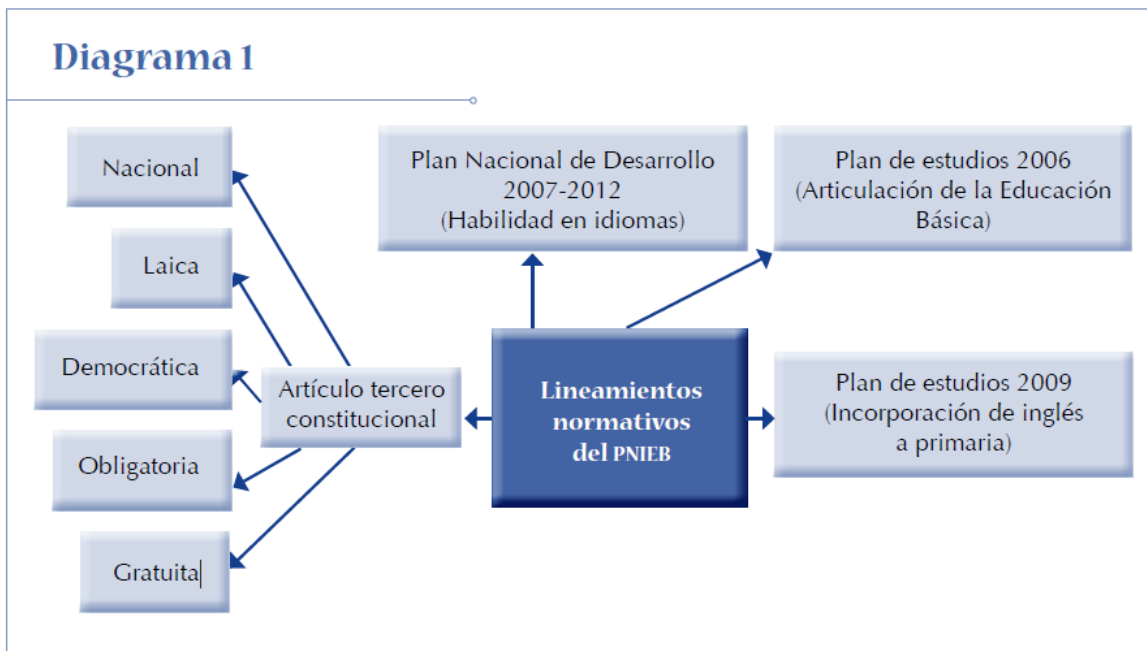 Diagrama 1
Nacional
Laica
Democrática
Obligatoria
Gratuita
Artículo tercero
constitucional
Plan Nacional de Desarrollo
2007-2012
(Habilidad en idiomas)
Plan de estudios 2006
(Articulación de la Educación
Básica)
Lineamientos
normativos
del PNIEB
Plan de estudios 2009
(Incorporación de inglés
a primaria)